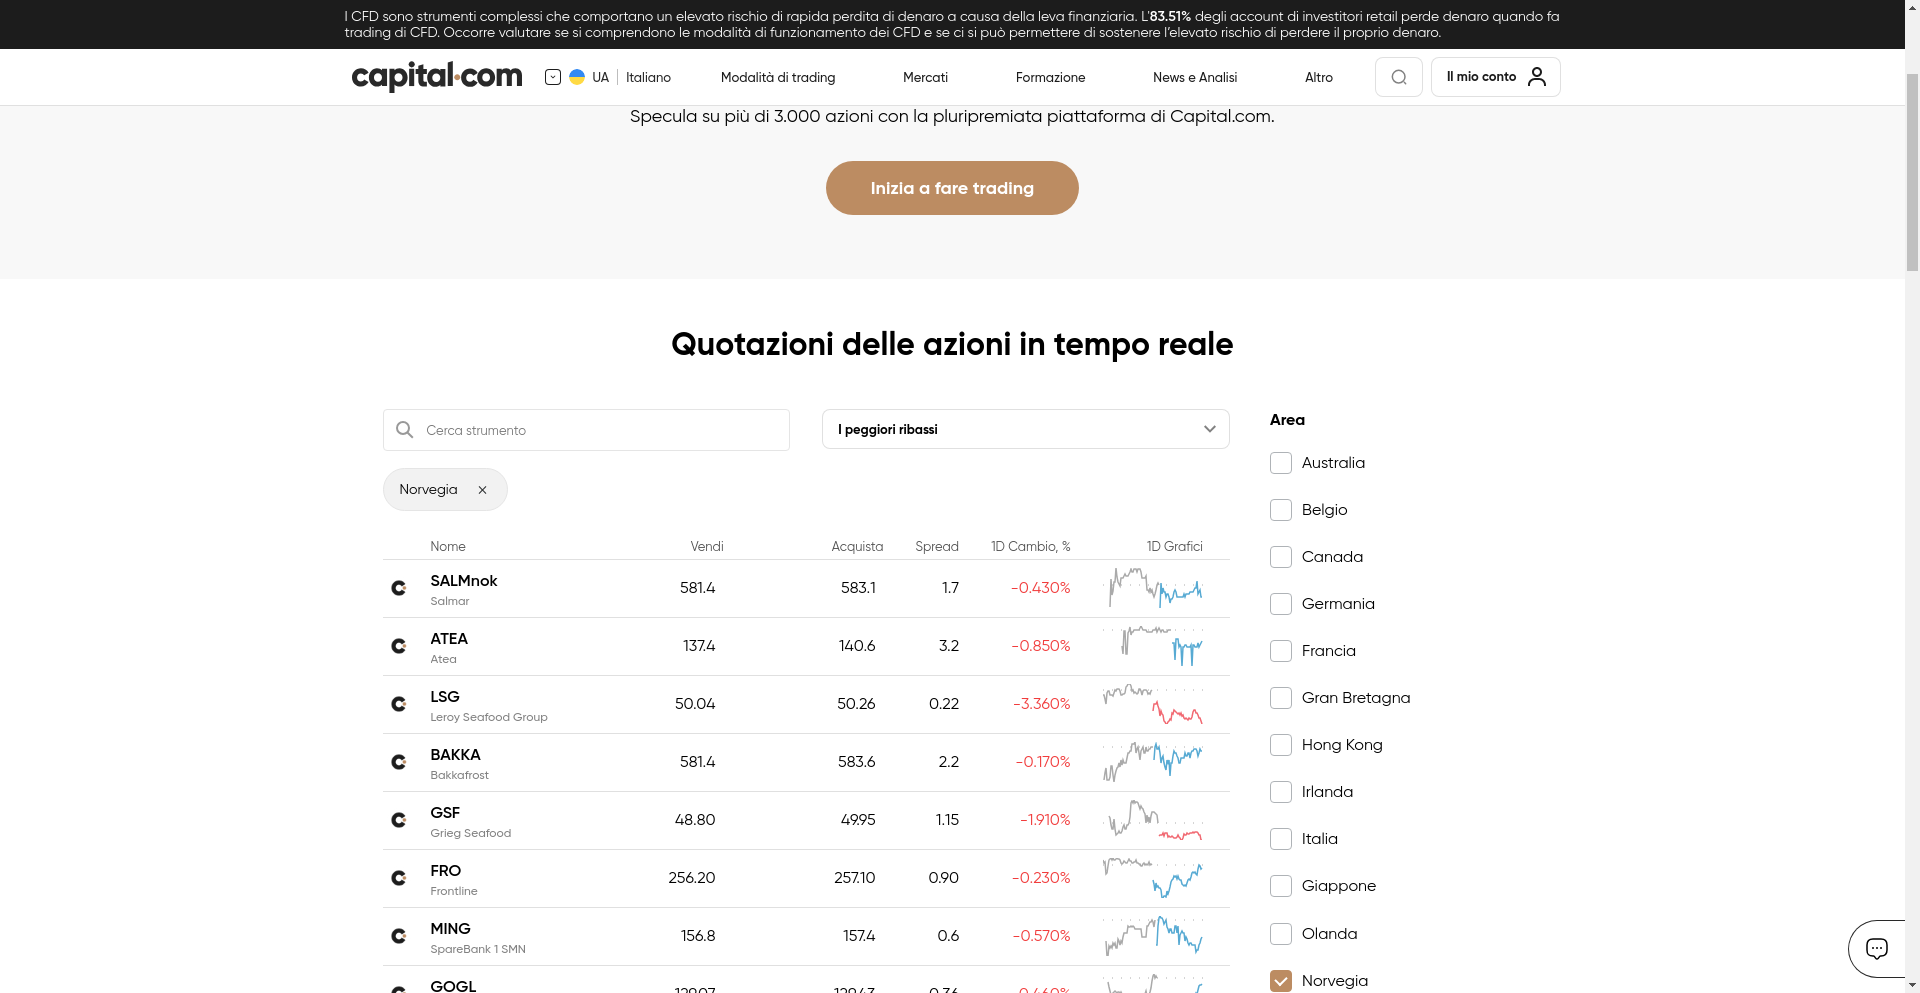 I CFD sono strumenti complessi che comportano un elevato rischio di rapida perdita di denaro a causa della leva finanziaria. L'83.51% degli account di investitori retail perde denaro quando fa
trading di CFD. Occorre valutare se si comprendono le modalità di funzionamento dei CFD e se ci si può permettere di sostenere l'elevato rischio di perdere il proprio denaro.
capital.com UA Italiano Modalità di trading Mercati Formazione News e Analisi Altro Il mio conto
Specula su più di 3.000 azioni con la pluripremiata piattaforma di Capital.com.
Inizia a fare trading
Quotazioni delle azioni in tempo reale
Cerca strumento
I peggiori ribassi
Norvegia
Nome Vendi Acquista Spread 1D Cambio, % 1D Grafici
SALMnok 581.4 583.1 1.7 -0.430%
Salmar
ATEA 137.4 140.6 3.2 -0.850%
Atea
LSG 50.04 50.26 0.22 -3.360%
Leroy Seafood Group
BAKKA 581.4 583.6 2.2 -0.170%
Bakkafrost
GSF 48.80 49.95 1.15 -1.910%
Grieg Seafood
FRO 256.20 257.10 0.90 -0.230%
Frontline
MING 156.8 157.4 0.6 -0.570%
SpareBank 1 SMN
GOGL
Area
Australia
Belgio
Canada
Germania
Francia
Gran Bretagna
Hong Kong
Irlanda
Italia
Giappone
Olanda
Norvegia